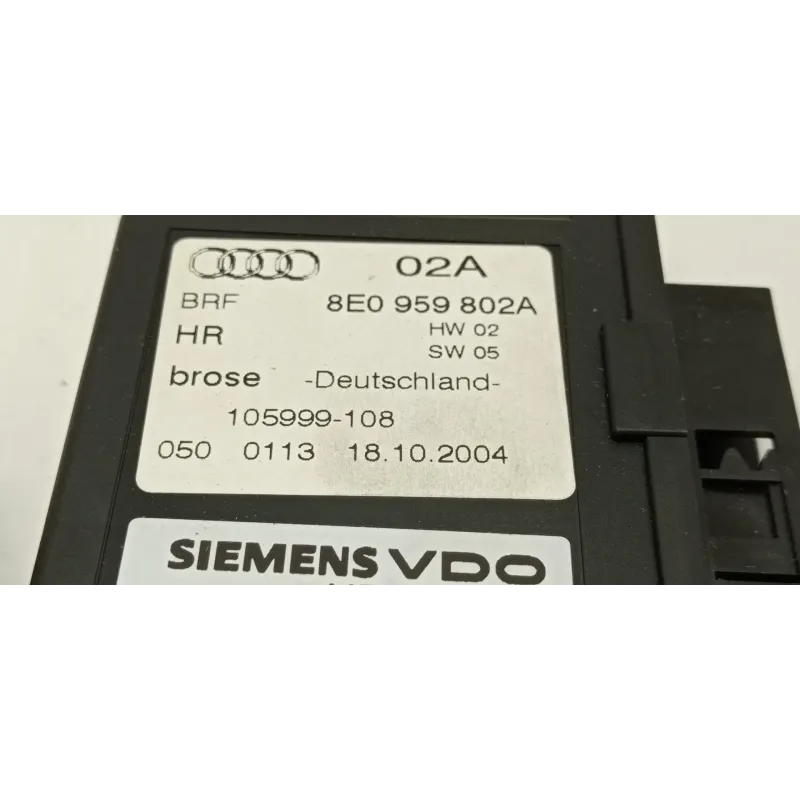 02A
BRF 8E0 959 802A
HR HW 02
SW 05
brose -Deutschland-
105999-108
050 0113 18.10.2004
SIEMENS VDO